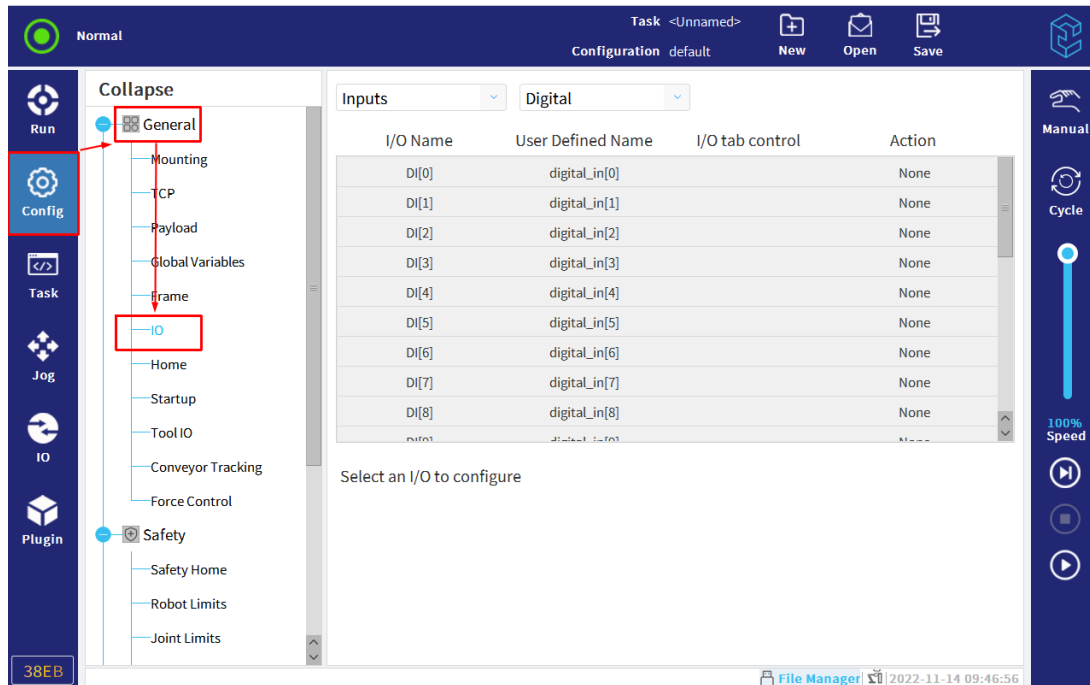 Normal
Task <Unnamed>
Configuration default
New
Open
Save
Run
Config
Task
Jog
IO
Plugin
38EB
Collapse
General
Mounting
TCP
Payload
Global Variables
Frame
IO
Home
Startup
Tool IO
Conveyor Tracking
Force Control
Safety
Safety Home
Robot Limits
Joint Limits
Inputs Digital
I/O Name User Defined Name I/O tab control Action
DI[0] digital_in[0] None
DI[1] digital_in[1] None
DI[2] digital_in[2] None
DI[3] digital_in[3] None
DI[4] digital_in[4] None
DI[5] digital_in[5] None
DI[6] digital_in[6] None
DI[7] digital_in[7] None
DI[8] digital_in[8] None
DI[9] digital_in[9] None
Select an I/O to configure
Manual
Cycle
100%
Speed
File Manager 2022-11-14 09:46:56